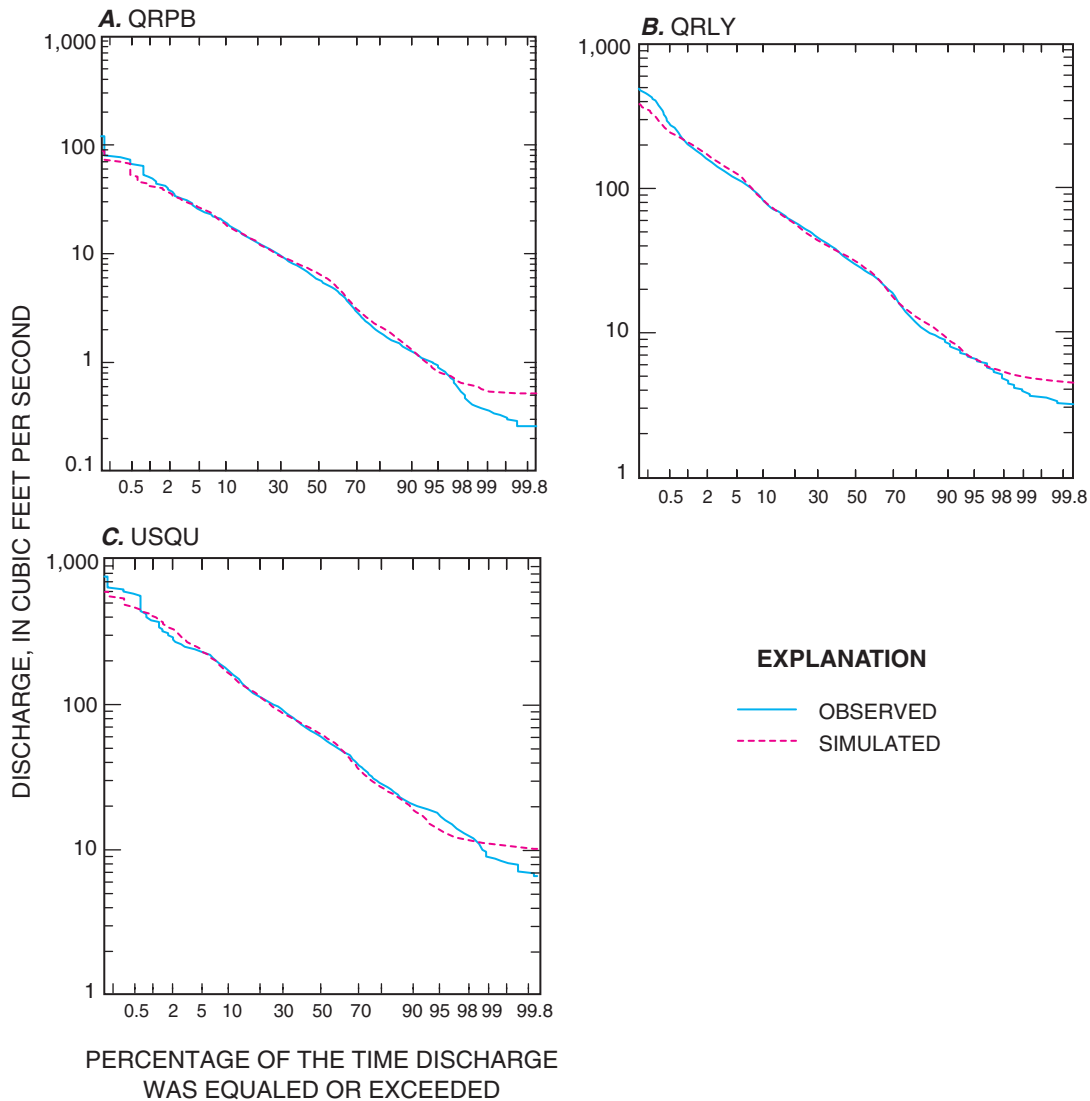 DISCHARGE, IN CUBIC FEET PER SECOND
A. QRPB
1,000
100
10
1
0.1
0.5 2 5 10 30 50 70 90 95 98 99 99.8
B. QRLY
1,000
100
10
1
0.5 2 5 10 30 50 70 90 95 98 99 99.8
C. USQU
1,000
100
10
1
0.5 2 5 10 30 50 70 90 95 98 99 99.8
PERCENTAGE OF THE TIME DISCHARGE
WAS EQUALED OR EXCEEDED
EXPLANATION
OBSERVED
SIMULATED